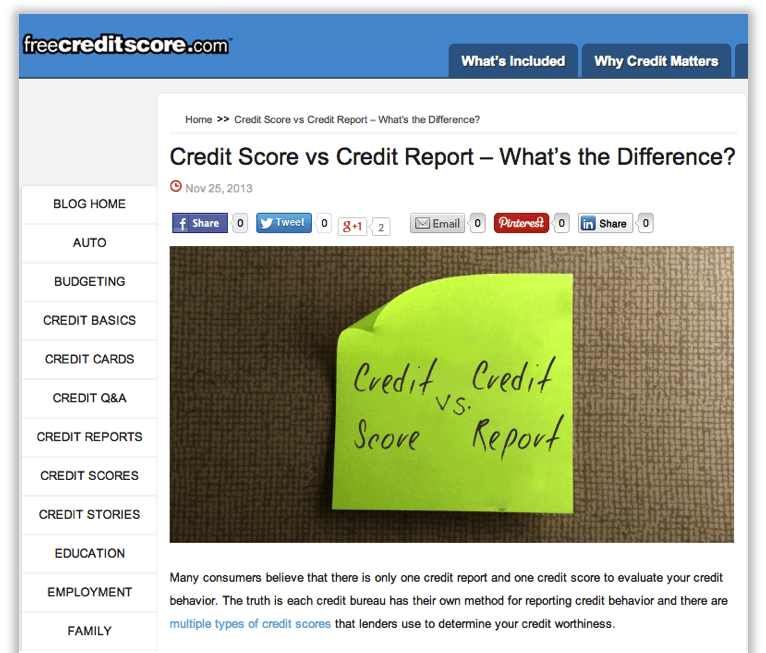 freecreditscore.com™
What's Included
Why Credit Matters
Home >> Credit Score vs Credit Report – What's the Difference?
Credit Score vs Credit Report – What's the Difference?
Nov 25, 2013
Share 0 Tweet 0 g+1 2 Email 0 Pinterest 0 in Share 0
BLOG HOME
AUTO
BUDGETING
CREDIT BASICS
CREDIT CARDS
CREDIT Q&A
CREDIT REPORTS
CREDIT SCORES
CREDIT STORIES
EDUCATION
EMPLOYMENT
FAMILY
Credit Score
vs.
Credit Report
Many consumers believe that there is only one credit report and one credit score to evaluate your credit
behavior. The truth is each credit bureau has their own method for reporting credit behavior and there are
multiple types of credit scores that lenders use to determine your credit worthiness.